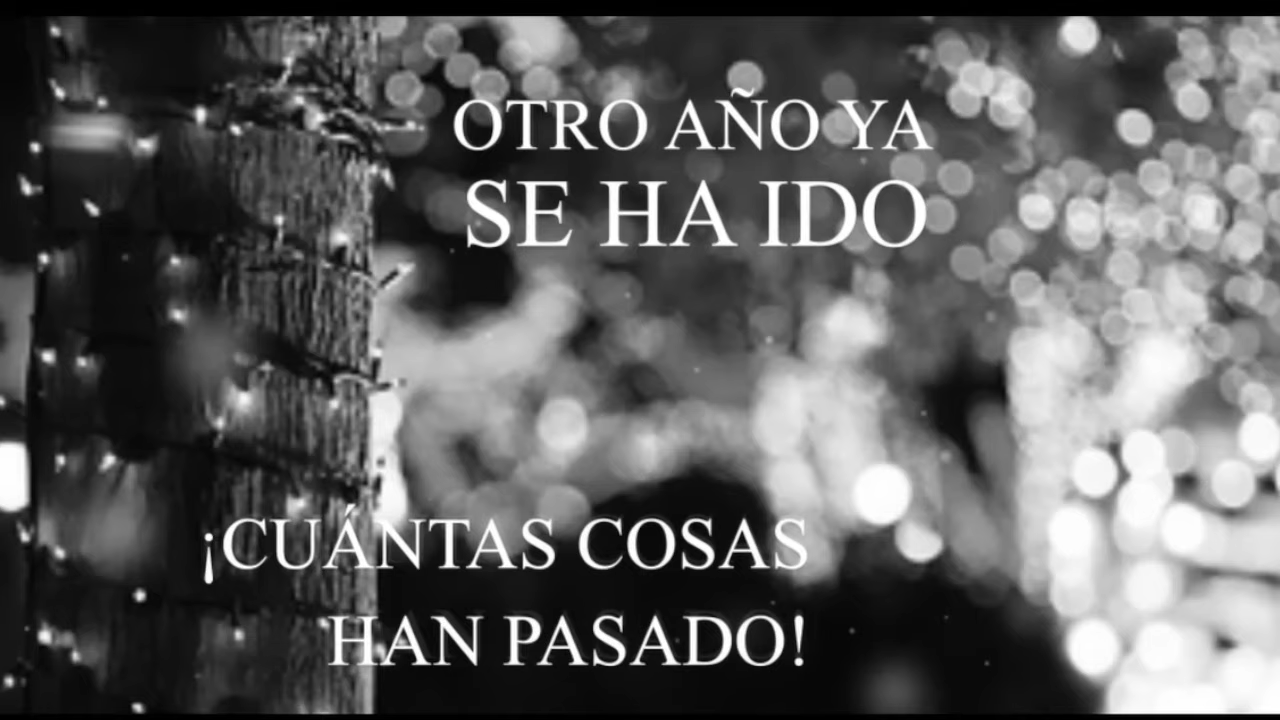 OTRO AÑO YA
SE HA IDO
¡CUÁNTAS COSAS
HAN PASADO!